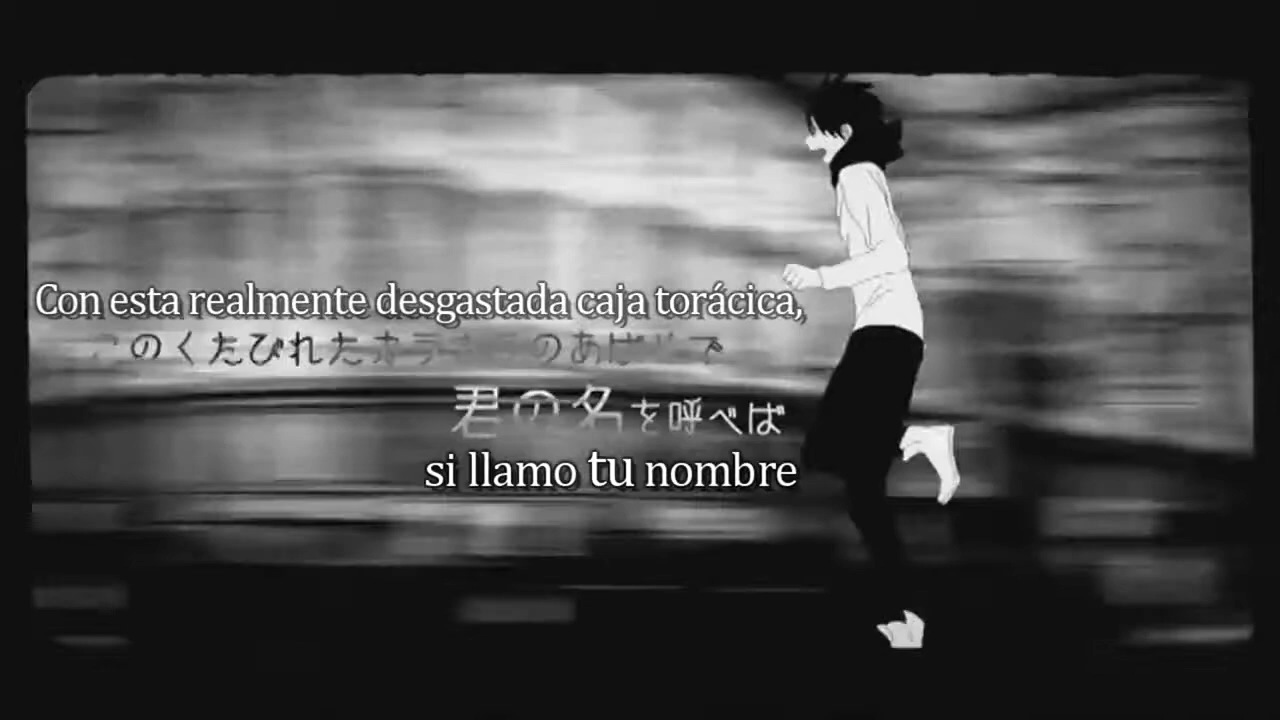 Con esta realmente desgastada caja torácica,
このくたびれた のあば で
君の名を呼べば
si llamo tu nombre